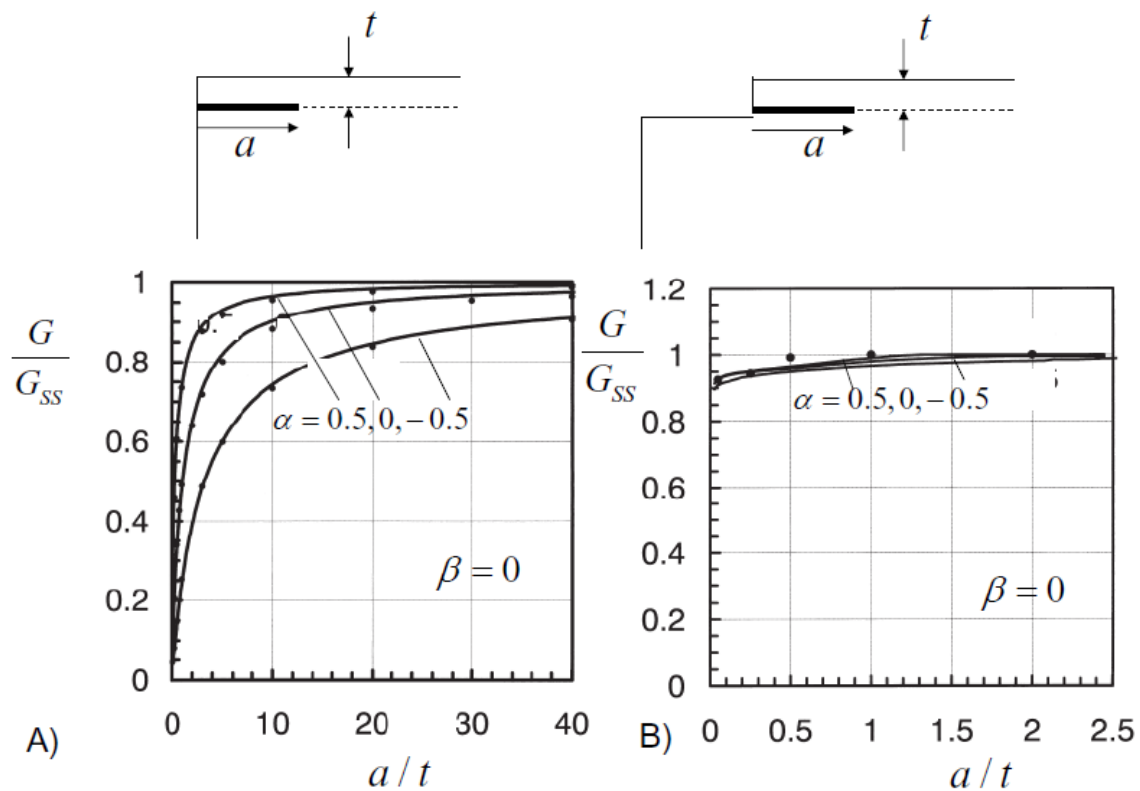 t
t
a
a
G
G_SS
1
0.8
0.6
0.4
0.2
0
α = 0.5, 0, −0.5
β = 0
0 10 20 30 40
A)
a / t
G
G_SS
1.2
1
0.8
0.6
0.4
0.2
0
α = 0.5, 0, −0.5
β = 0
0 0.5 1 1.5 2 2.5
B)
a / t